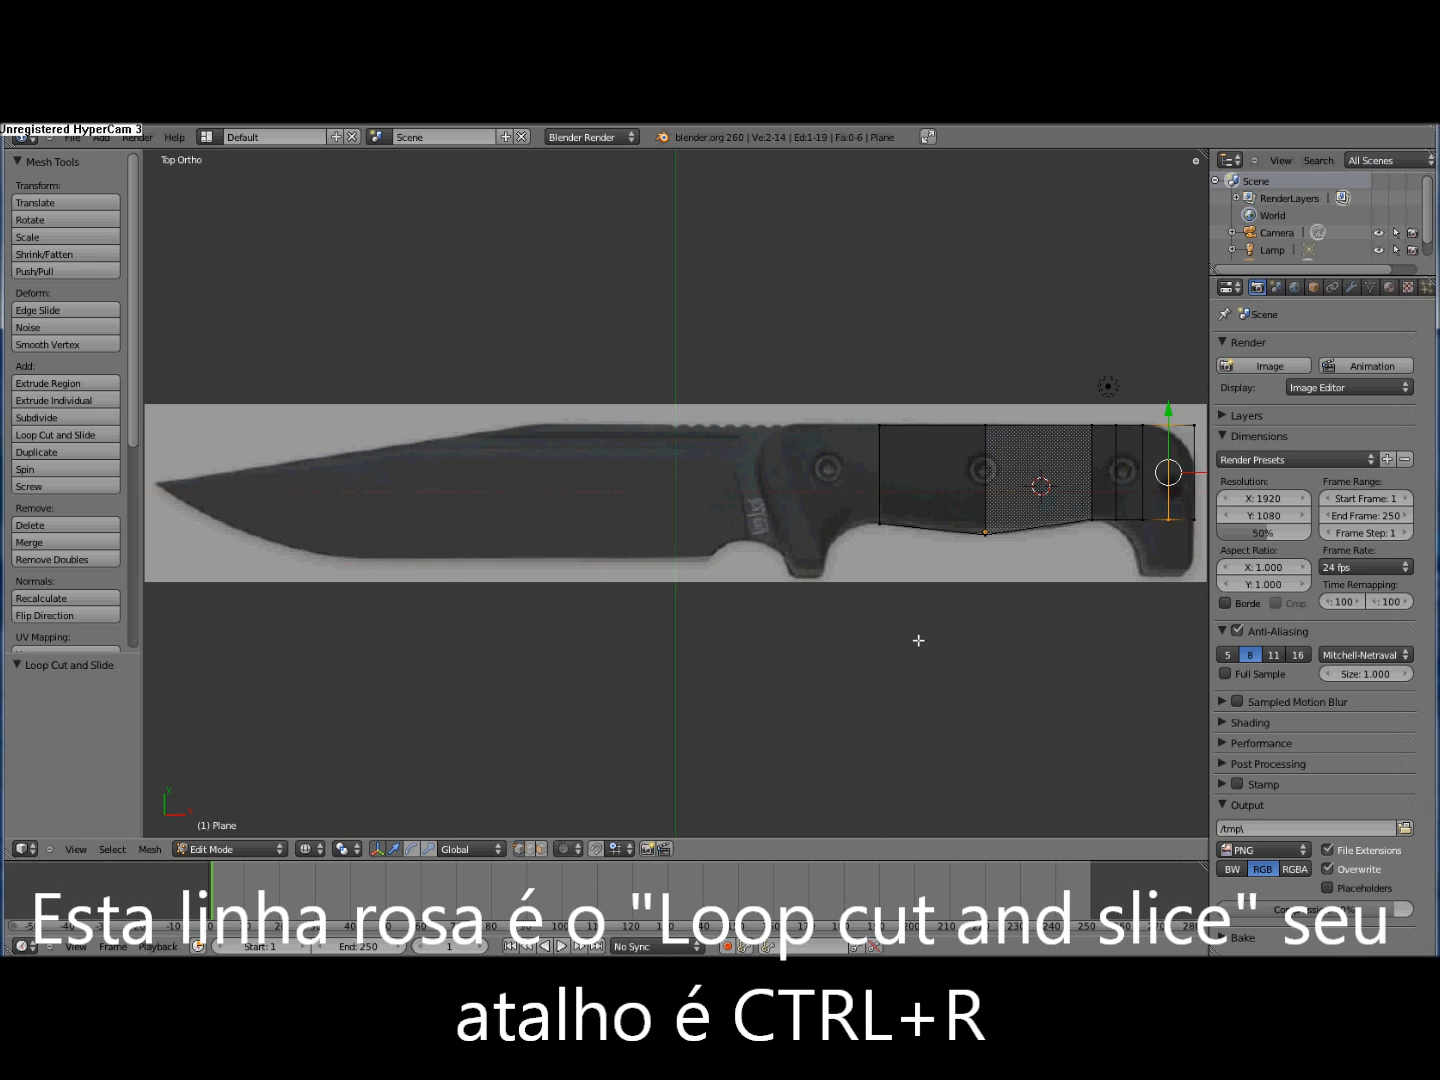 Unregistered HyperCam 3
File Add Render Help Default Scene Blender Render blender.org 260 | Ve:2-14 | Ed:1-19 | Fa:0-6 | Plane
Mesh Tools
Transform:
Translate
Rotate
Scale
Shrink/Fatten
Push/Pull
Deform:
Edge Slide
Noise
Smooth Vertex
Add:
Extrude Region
Extrude Individual
Subdivide
Loop Cut and Slide
Duplicate
Spin
Screw
Remove:
Delete
Merge
Remove Doubles
Normals:
Recalculate
Flip Direction
UV Mapping:
Loop Cut and Slide
Top Ortho
(1) Plane
View Select Mesh Edit Mode Global
View Search All Scenes
Scene
RenderLayers
World
Camera
Lamp
Scene
Render
Image Animation
Display: Image Editor
Layers
Dimensions
Render Presets
Resolution: Frame Range:
X: 1920 Start Frame: 1
Y: 1080 End Frame: 250
50% Frame Step: 1
Aspect Ratio: Frame Rate:
X: 1.000 24 fps
Y: 1.000 Time Remapping:
Borde Crop : 100 : 100
Anti-Aliasing
5 8 11 16 Mitchell-Netraval
Full Sample Size: 1.000
Sampled Motion Blur
Shading
Performance
Post Processing
Stamp
Output
/tmp\
PNG File Extensions
BW RGB RGBA Overwrite
Placeholders
Bake
View Frame Playback Start: 1 End: 250 1 No Sync
Esta linha rosa é o "Loop cut and slice" seu
atalho é CTRL+R